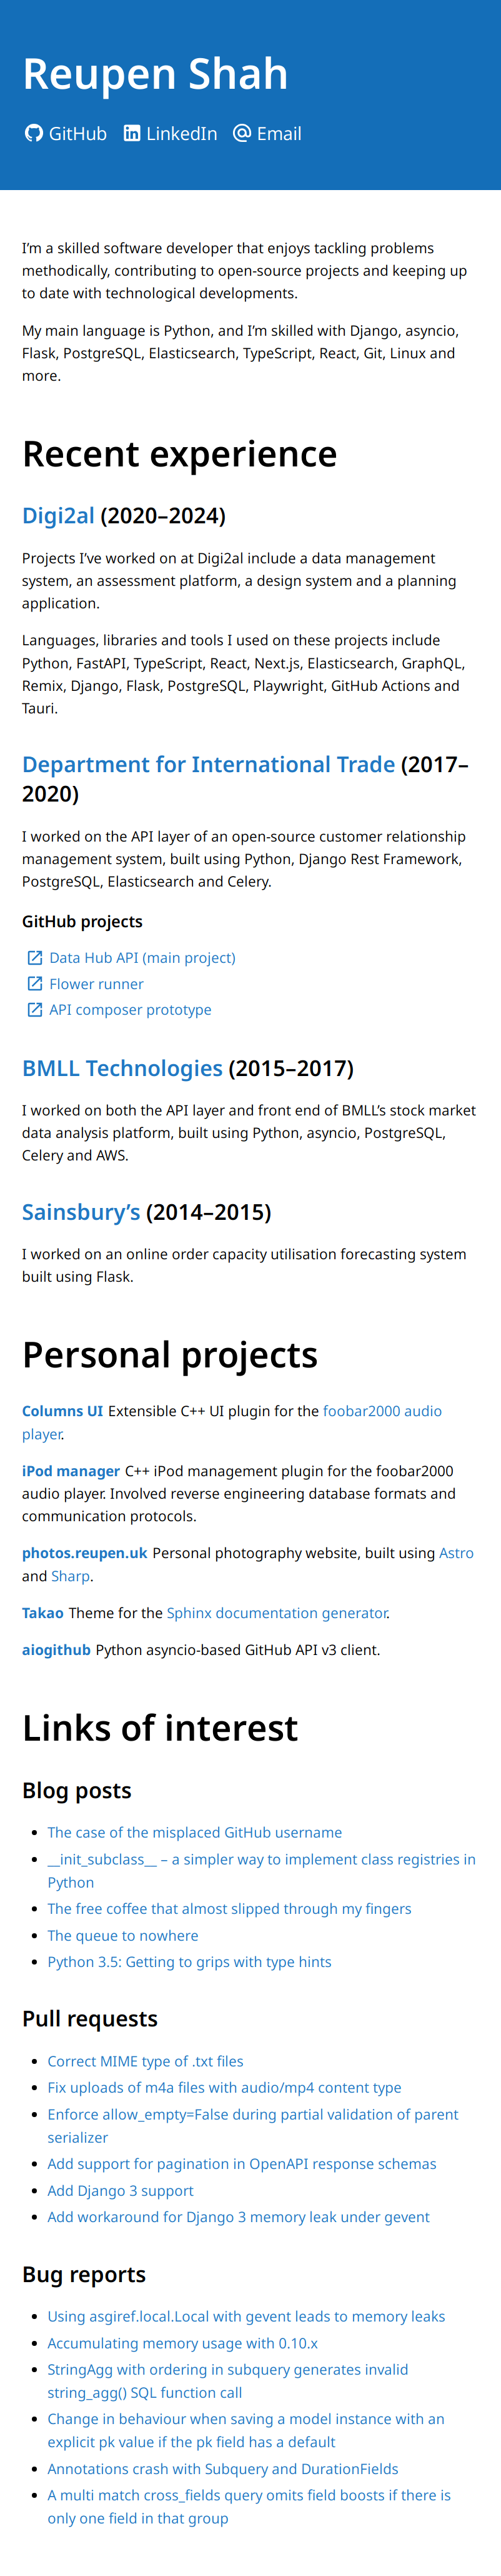 Reupen Shah
GitHub LinkedIn Email
I’m a skilled software developer that enjoys tackling problems
methodically, contributing to open-source projects and keeping up
to date with technological developments.
My main language is Python, and I’m skilled with Django, asyncio,
Flask, PostgreSQL, Elasticsearch, TypeScript, React, Git, Linux and
more.
Recent experience
Digi2al (2020–2024)
Projects I’ve worked on at Digi2al include a data management
system, an assessment platform, a design system and a planning
application.
Languages, libraries and tools I used on these projects include
Python, FastAPI, TypeScript, React, Next.js, Elasticsearch, GraphQL,
Remix, Django, Flask, PostgreSQL, Playwright, GitHub Actions and
Tauri.
Department for International Trade (2017–
2020)
I worked on the API layer of an open-source customer relationship
management system, built using Python, Django Rest Framework,
PostgreSQL, Elasticsearch and Celery.
GitHub projects
Data Hub API (main project)
Flower runner
API composer prototype
BMLL Technologies (2015–2017)
I worked on both the API layer and front end of BMLL’s stock market
data analysis platform, built using Python, asyncio, PostgreSQL,
Celery and AWS.
Sainsbury’s (2014–2015)
I worked on an online order capacity utilisation forecasting system
built using Flask.
Personal projects
Columns UI Extensible C++ UI plugin for the foobar2000 audio
player.
iPod manager C++ iPod management plugin for the foobar2000
audio player. Involved reverse engineering database formats and
communication protocols.
photos.reupen.uk Personal photography website, built using Astro
and Sharp.
Takao Theme for the Sphinx documentation generator.
aiogithub Python asyncio-based GitHub API v3 client.
Links of interest
Blog posts
• The case of the misplaced GitHub username
• __init_subclass__ – a simpler way to implement class registries in
Python
• The free coffee that almost slipped through my fingers
• The queue to nowhere
• Python 3.5: Getting to grips with type hints
Pull requests
• Correct MIME type of .txt files
• Fix uploads of m4a files with audio/mp4 content type
• Enforce allow_empty=False during partial validation of parent
serializer
• Add support for pagination in OpenAPI response schemas
• Add Django 3 support
• Add workaround for Django 3 memory leak under gevent
Bug reports
• Using asgiref.local.Local with gevent leads to memory leaks
• Accumulating memory usage with 0.10.x
• StringAgg with ordering in subquery generates invalid
string_agg() SQL function call
• Change in behaviour when saving a model instance with an
explicit pk value if the pk field has a default
• Annotations crash with Subquery and DurationFields
• A multi match cross_fields query omits field boosts if there is
only one field in that group